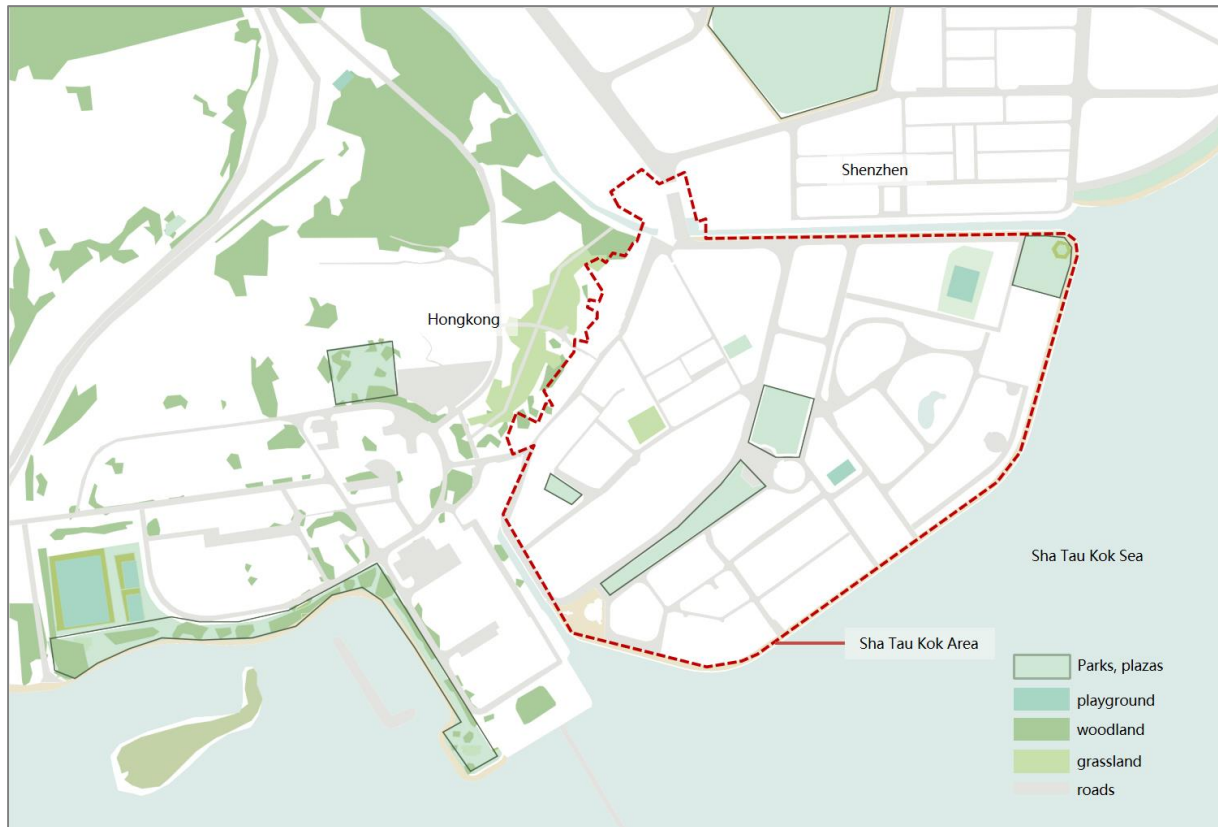 Shenzhen
Hongkong
Sha Tau Kok Sea
Sha Tau Kok Area
Parks, plazas
playground
woodland
grassland
roads